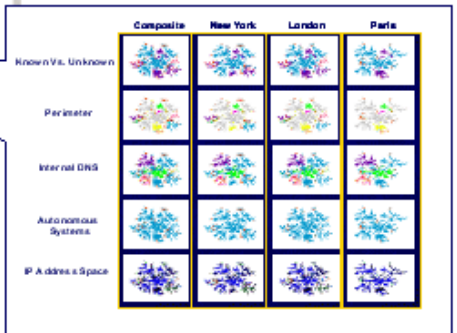 Composite New York London Paris
Known Vs. Unknown
Perimeter
Internal DNS
Autonomous
Systems
IP Address Space